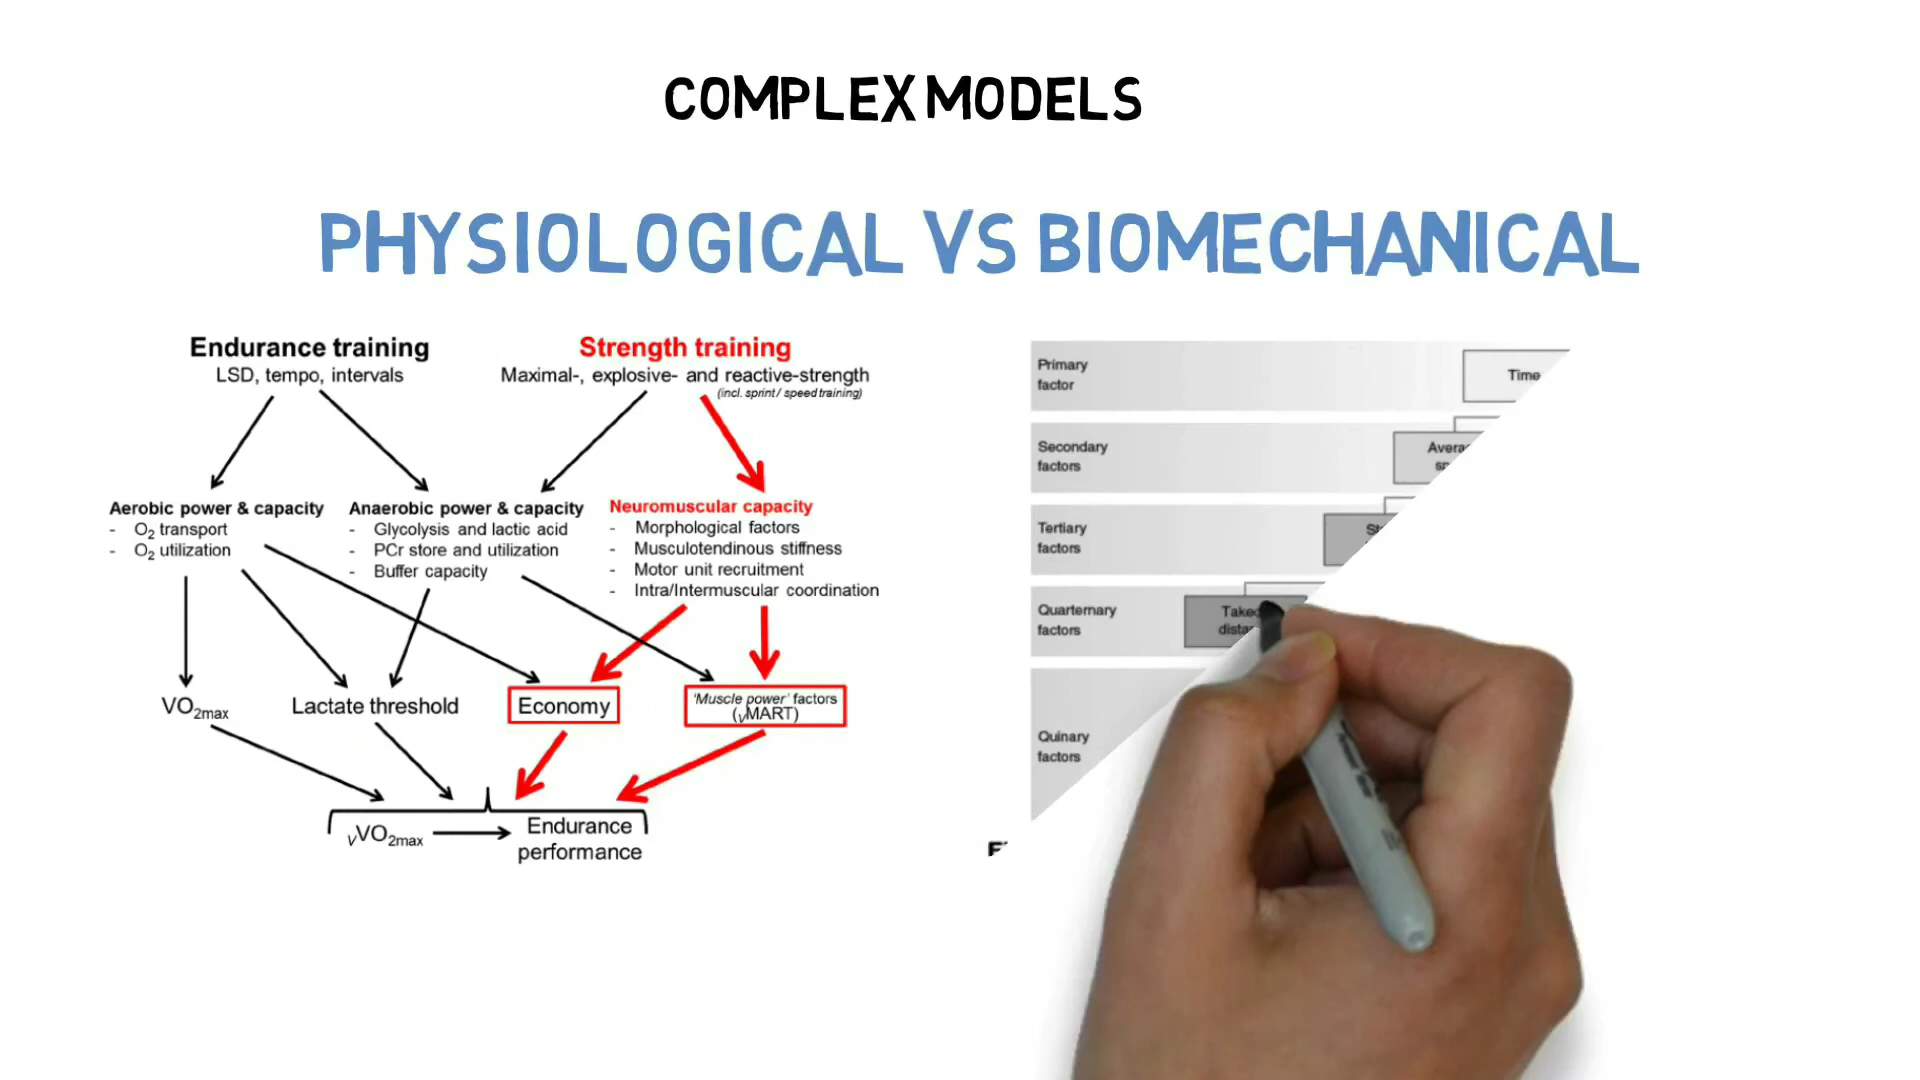 COMPLEX MODELS
PHYSIOLOGICAL VS BIOMECHANICAL
Endurance training
LSD, tempo, intervals
Strength training
Maximal-, explosive- and reactive-strength
(incl. sprint / speed training)
Aerobic power & capacity
- O2 transport
- O2 utilization
Anaerobic power & capacity
- Glycolysis and lactic acid
- PCr store and utilization
- Buffer capacity
Neuromuscular capacity
- Morphological factors
- Musculotendinous stiffness
- Motor unit recruitment
- Intra/Intermuscular coordination
VO2max
Lactate threshold
Economy
'Muscle power' factors
(vMART)
vVO2max
Endurance
performance
Primary
factor
Time
Secondary
factors
Tertiary
factors
Quarternary
factors
Quinary
factors